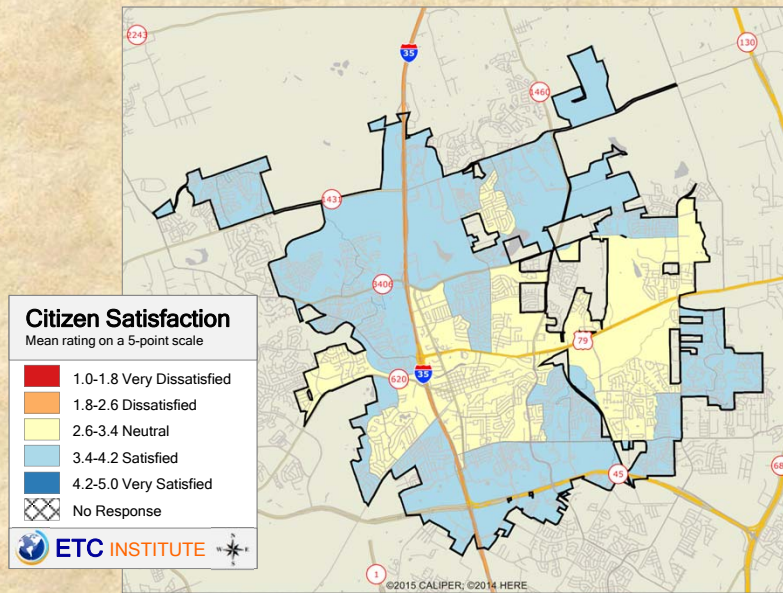 2243
35
130
1460
1431
3406
79
620
35
45
68
1
Citizen Satisfaction
Mean rating on a 5-point scale
1.0-1.8 Very Dissatisfied
1.8-2.6 Dissatisfied
2.6-3.4 Neutral
3.4-4.2 Satisfied
4.2-5.0 Very Satisfied
No Response
ETC INSTITUTE
N
W E
S
©2015 CALIPER; ©2014 HERE